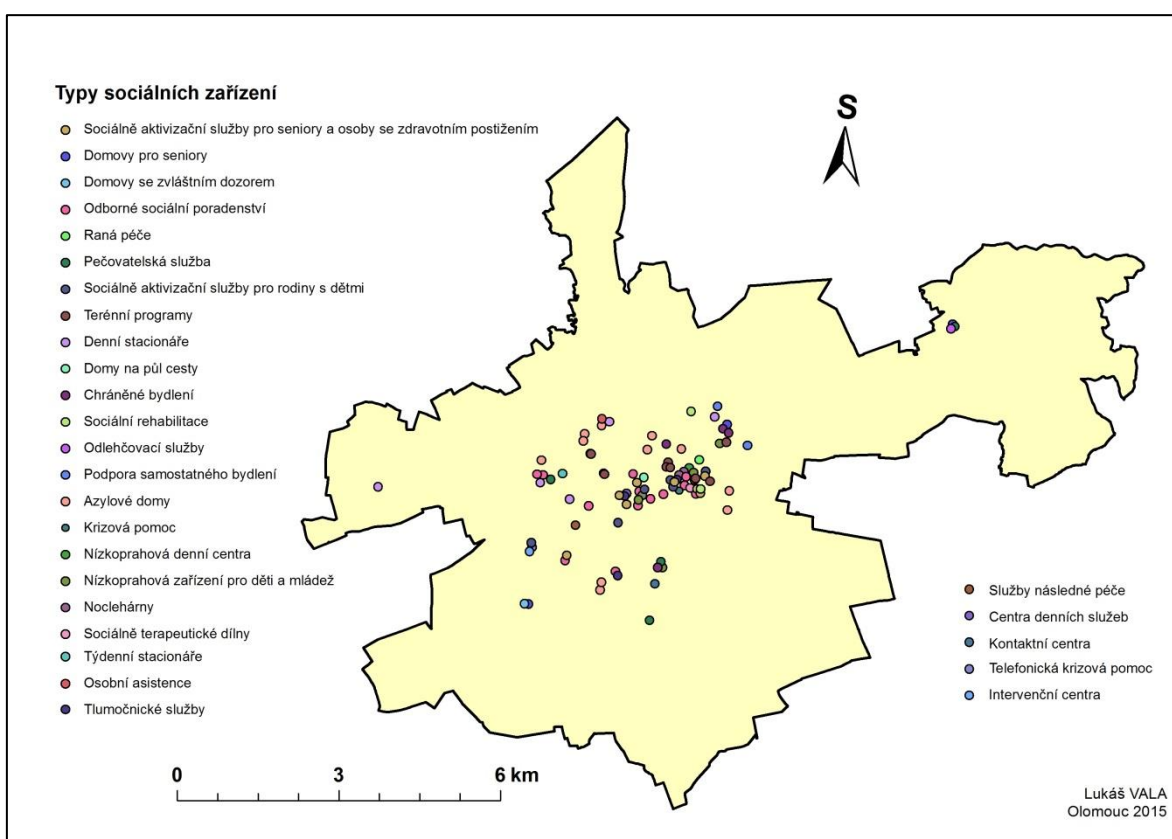 Typy sociálních zařízení
Sociálně aktivizační služby pro seniory a osoby se zdravotním postižením
Domovy pro seniory
Domovy se zvláštním dozorem
Odborné sociální poradenství
Raná péče
Pečovatelská služba
Sociálně aktivizační služby pro rodiny s dětmi
Terénní programy
Denní stacionáře
Domy na půl cesty
Chráněné bydlení
Sociální rehabilitace
Odlehčovací služby
Podpora samostatného bydlení
Azylové domy
Krizová pomoc
Nízkoprahová denní centra
Nízkoprahová zařízení pro děti a mládež
Noclehárny
Sociálně terapeutické dílny
Týdenní stacionáře
Osobní asistence
Tlumočnické služby
S
Služby následné péče
Centra denních služeb
Kontaktní centra
Telefonická krizová pomoc
Intervenční centra
0 3 6 km
Lukáš VALA
Olomouc 2015